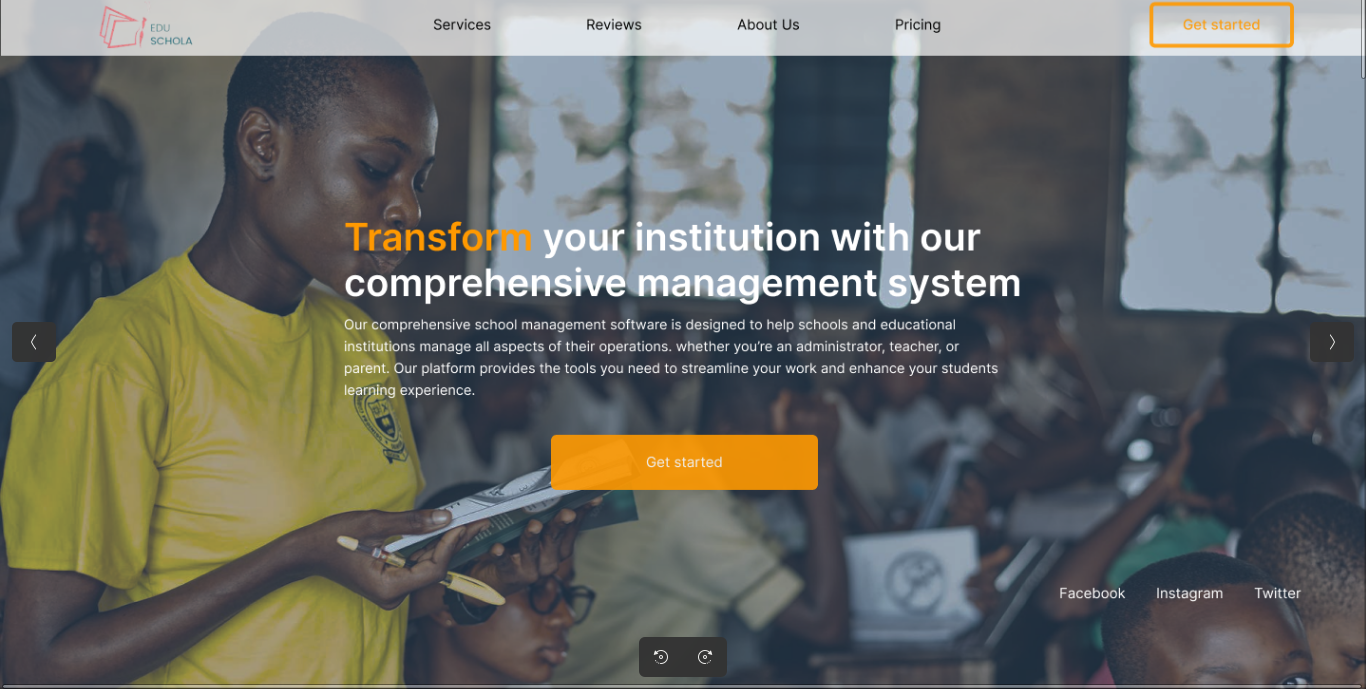 EDU
SCHOLA
Services
Reviews
About Us
Pricing
Get started
Transform your institution with our
comprehensive management system
Our comprehensive school management software is designed to help schools and educational
institutions manage all aspects of their operations. whether you're an administrator, teacher, or
parent. Our platform provides the tools you need to streamline your work and enhance your students
learning experience.
Get started
Facebook
Instagram
Twitter